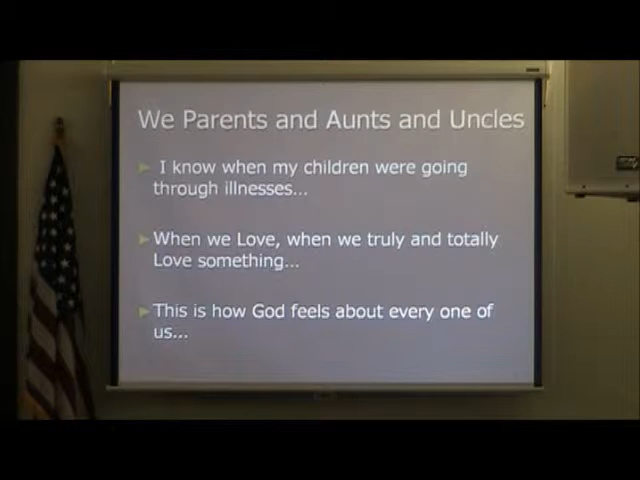 We Parents and Aunts and Uncles
I know when my children were going
through illnesses...
When we Love, when we truly and totally
Love something...
This is how God feels about every one of
us...